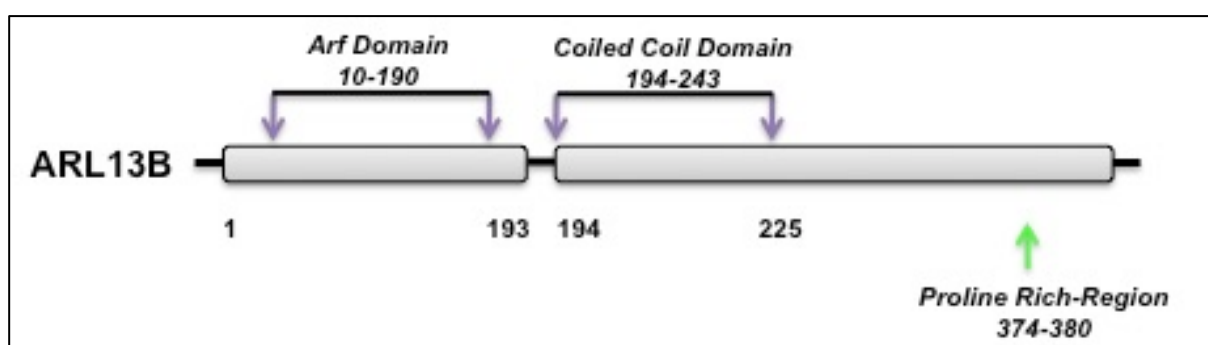 Arf Domain
10-190
Coiled Coil Domain
194-243
ARL13B
1 193 194 225
Proline Rich-Region
374-380